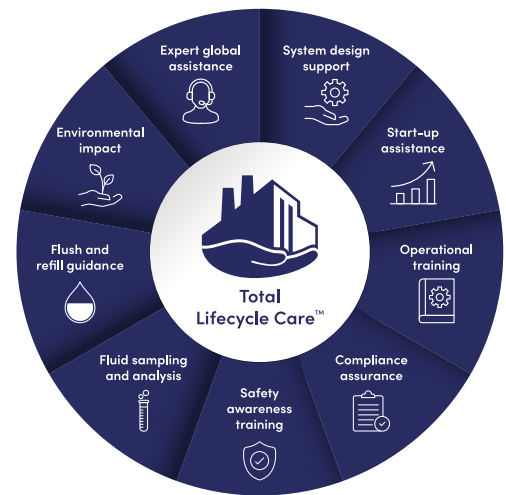 Expert global
assistance
System design
support
Start-up
assistance
Operational
training
Compliance
assurance
Safety
awareness
training
Fluid sampling
and analysis
Flush and
refill guidance
Environmental
impact
Total
Lifecycle Care™